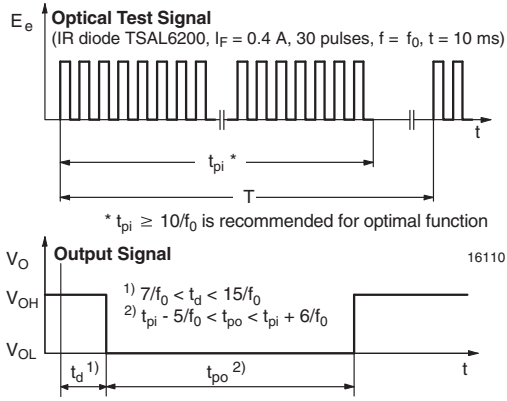 E_e Optical Test Signal
(IR diode TSAL6200, I_F = 0.4 A, 30 pulses, f = f_0, t = 10 ms)
t
t_pi *
T
* t_pi ≥ 10/f_0 is recommended for optimal function
V_O Output Signal 16110
V_OH
1) 7/f_0 < t_d < 15/f_0
2) t_pi - 5/f_0 < t_po < t_pi + 6/f_0
V_OL
t_d 1) t_po 2) t